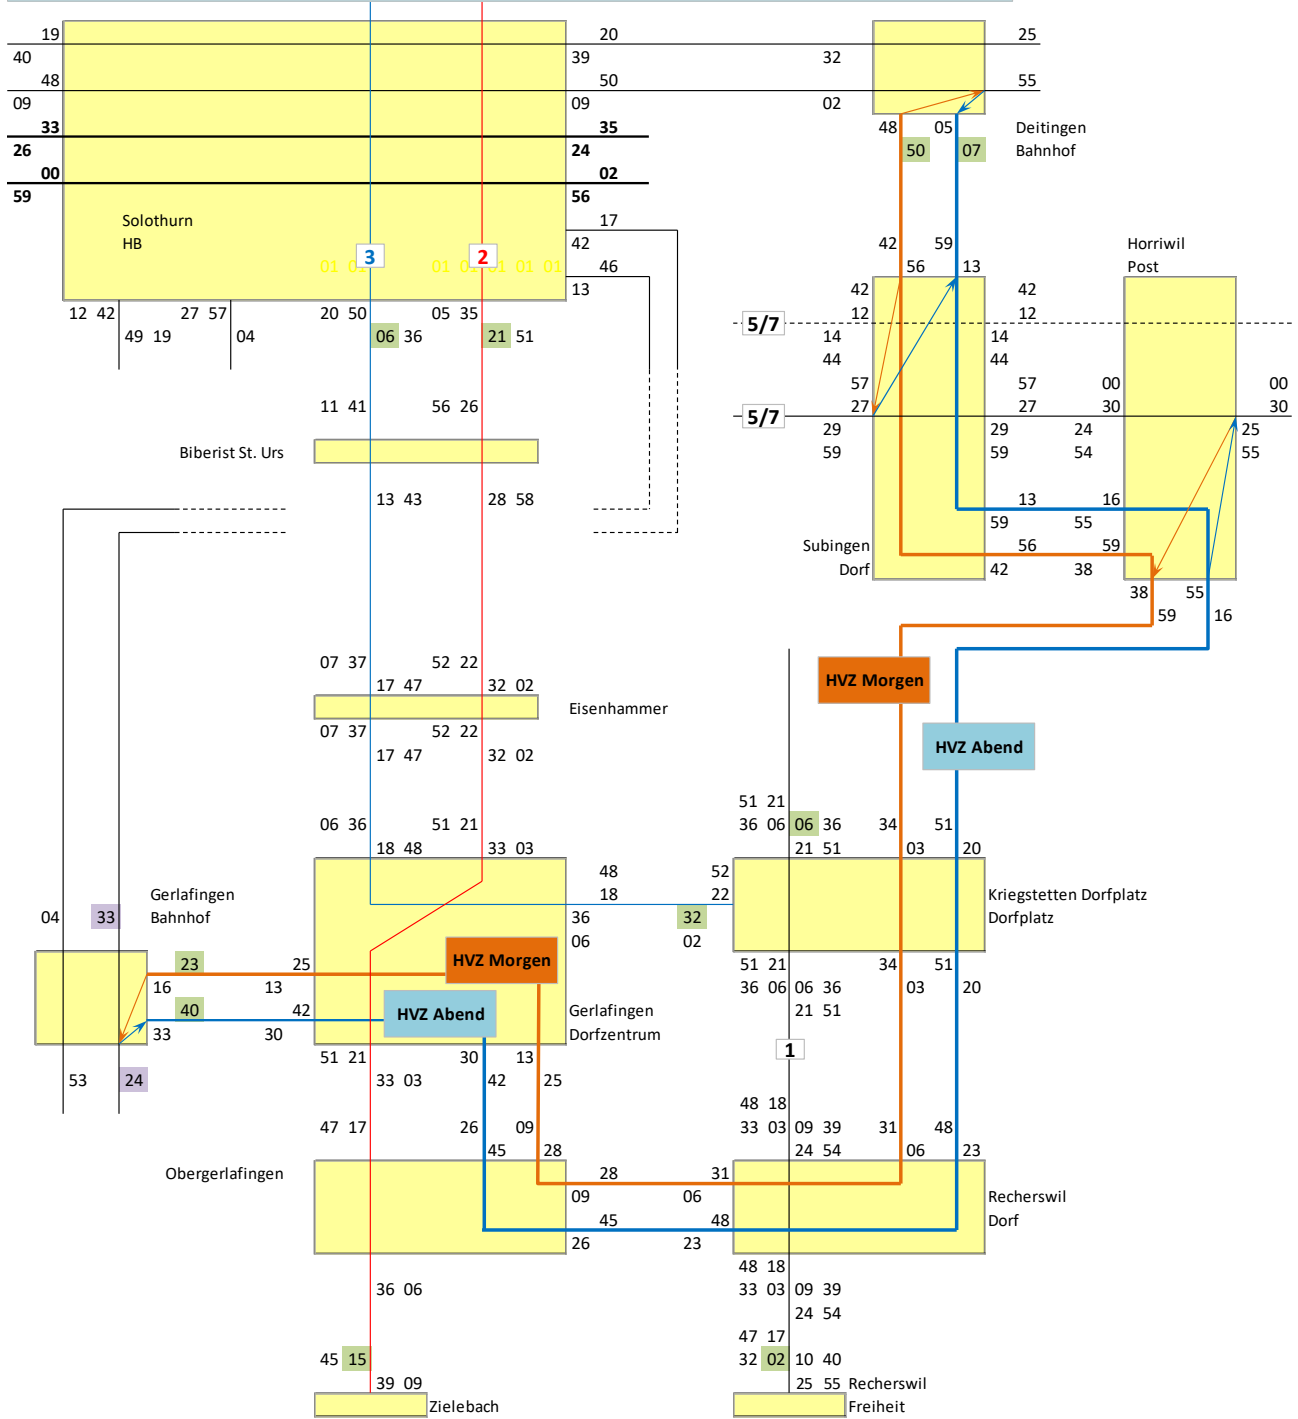 19 20 25
40 39 32
48 50 55
09 09 02
33 35 48 05 Deitingen
26 24 50 07 Bahnhof
00 02
59 56
Solothurn 17
HB 42 42 59 Horriwil
3 2 46 56 13 Post
01 01 01 01 01 01 01
13 42 42
12 42 27 57 20 50 05 35 12 12
49 19 04 06 36 21 51 5/7 14 14
44 44
57 57 00 00
11 41 56 26 27 27 30 30
5/7 29 29 24 25
Biberist St. Urs 59 59 54 55
13 43 28 58 13 16
59 55
Subingen 56 59
Dorf 42 38
38 55
59 16
07 37 52 22 HVZ Morgen
17 47 32 02
Eisenhammer
07 37 52 22 HVZ Abend
17 47 32 02
51 21
06 36 51 21 36 06 06 36 34 51
18 48 33 03 21 51 03 20
48 52
Gerlafingen 18 22 Kriegstetten Dorfplatz
04 33 Bahnhof 36 32 Dorfplatz
06 02
23 25 HVZ Morgen 51 21 34 51
16 13 36 06 06 36 03 20
40 42 HVZ Abend Gerlafingen 21 51
33 30 Dorfzentrum
51 21 30 13 1
53 24 33 03 42 25
48 18
47 17 26 09 33 03 09 39 31 48
45 28 24 54 06 23
Obergerlafingen 28 31
09 06 Recherswil
45 48 Dorf
26 23
48 18
36 06 33 03 09 39
24 54
47 17
45 15 32 02 10 40
39 09 25 55 Recherswil
Zielebach Freiheit